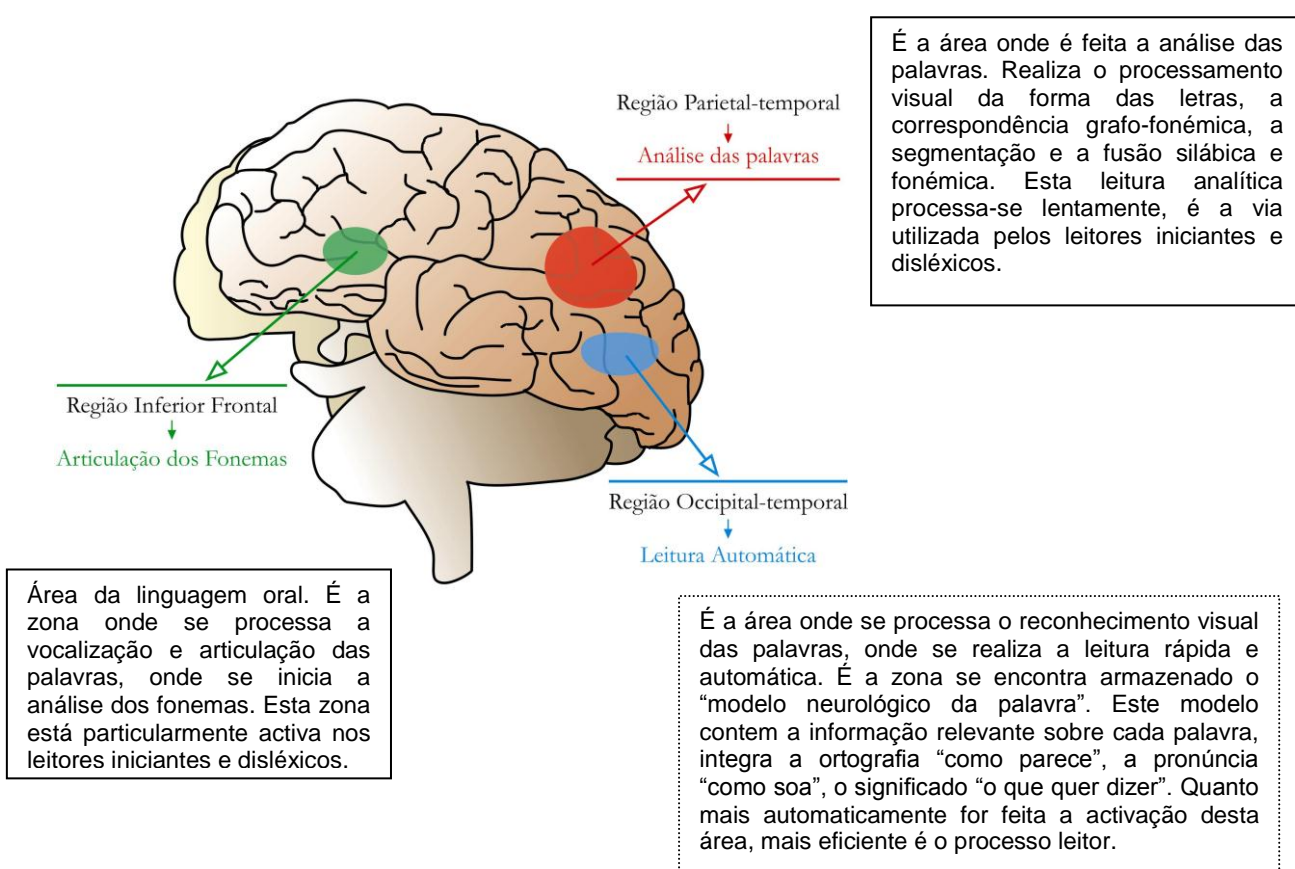 É a área onde é feita a análise das
palavras. Realiza o processamento
visual da forma das letras, a
correspondência grafo-fonémica, a
segmentação e a fusão silábica e
fonémica. Esta leitura analítica
processa-se lentamente, é a via
utilizada pelos leitores iniciantes e
disléxicos.
Região Parietal-temporal
Análise das palavras
Região Inferior Frontal
Articulação dos Fonemas
Região Occipital-temporal
Leitura Automática
Área da linguagem oral. É a
zona onde se processa a
vocalização e articulação das
palavras, onde se inicia a
análise dos fonemas. Esta zona
está particularmente activa nos
leitores iniciantes e disléxicos.
É a área onde se processa o reconhecimento visual
das palavras, onde se realiza a leitura rápida e
automática. É a zona se encontra armazenado o
“modelo neurológico da palavra”. Este modelo
contem a informação relevante sobre cada palavra,
integra a ortografia “como parece”, a pronúncia
“como soa”, o significado “o que quer dizer”. Quanto
mais automaticamente for feita a activação desta
área, mais eficiente é o processo leitor.